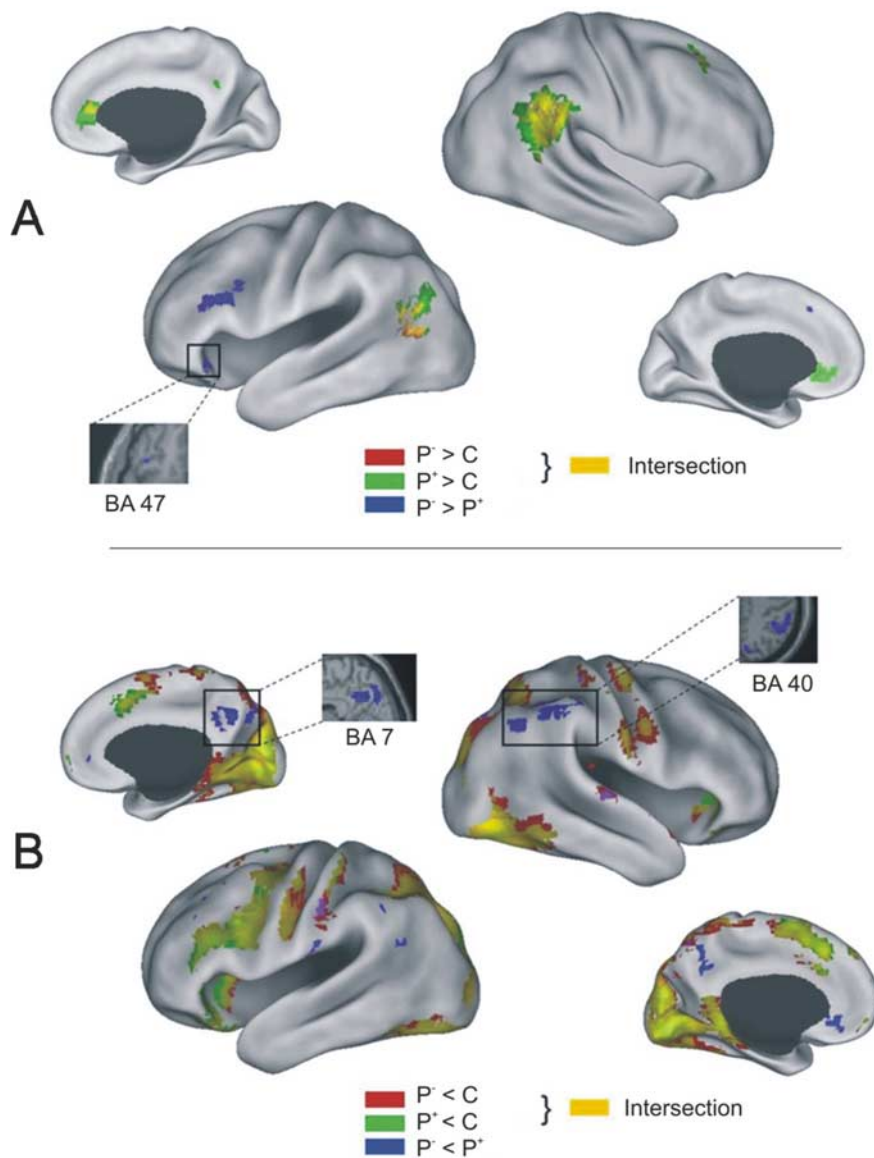 A
BA 47
P⁻ > C
P⁺ > C
P⁻ > P⁺
} Intersection
BA 7
BA 40
B
P⁻ < C
P⁺ < C
P⁻ < P⁺
} Intersection